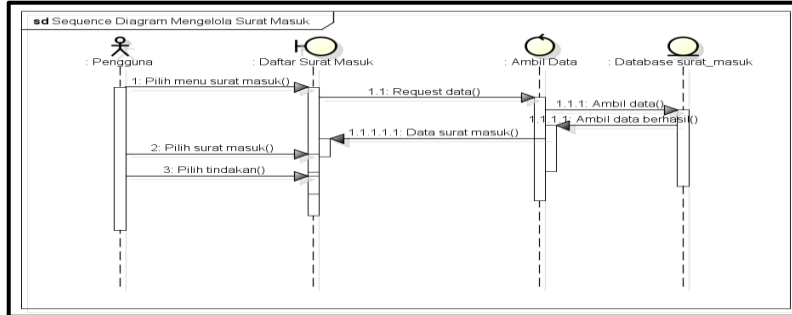 sd Sequence Diagram Mengelola Surat Masuk
: Pengguna
: Daftar Surat Masuk
: Ambil Data
: Database surat_masuk
1: Pilih menu surat masuk()
1.1: Request data()
1.1.1: Ambil data()
1.1.1.1: Ambil data berhasil()
1.1.1.1.1: Data surat masuk()
2: Pilih surat masuk()
3: Pilih tindakan()